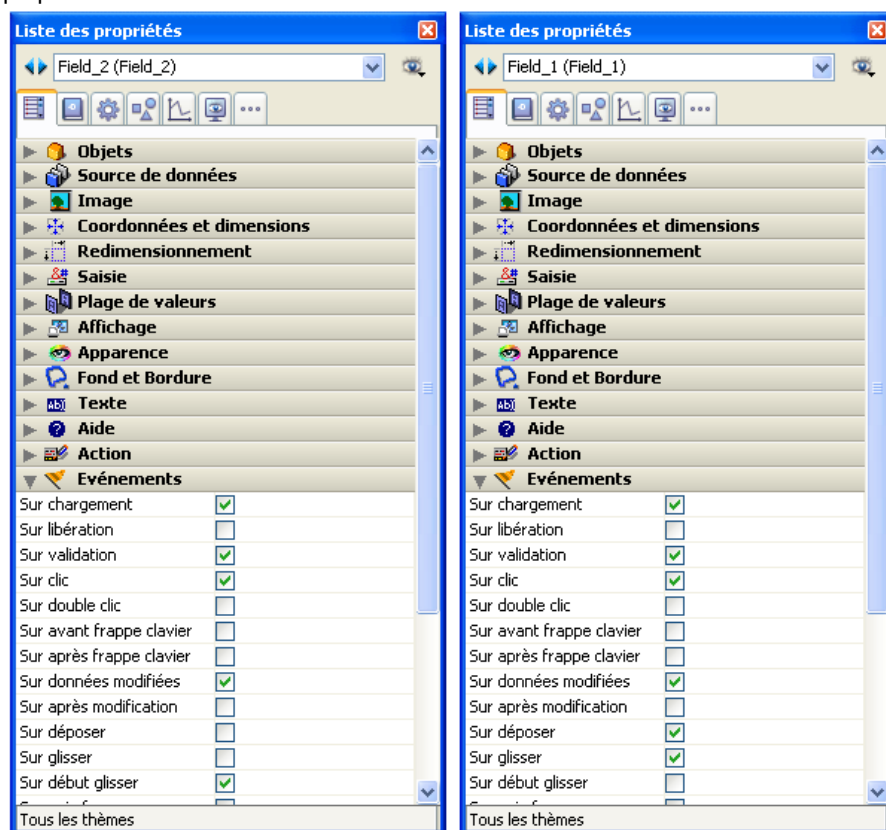 Liste des propriétés
Field_2 (Field_2)
Objets
Source de données
Image
Coordonnées et dimensions
Redimensionnement
Saisie
Plage de valeurs
Affichage
Apparence
Fond et Bordure
Texte
Aide
Action
Evénements
Sur chargement
Sur libération
Sur validation
Sur clic
Sur double clic
Sur avant frappe clavier
Sur après frappe clavier
Sur données modifiées
Sur après modification
Sur déposer
Sur glisser
Sur début glisser
Tous les thèmes
Liste des propriétés
Field_1 (Field_1)
Objets
Source de données
Image
Coordonnées et dimensions
Redimensionnement
Saisie
Plage de valeurs
Affichage
Apparence
Fond et Bordure
Texte
Aide
Action
Evénements
Sur chargement
Sur libération
Sur validation
Sur clic
Sur double clic
Sur avant frappe clavier
Sur après frappe clavier
Sur données modifiées
Sur après modification
Sur déposer
Sur glisser
Sur début glisser
Tous les thèmes